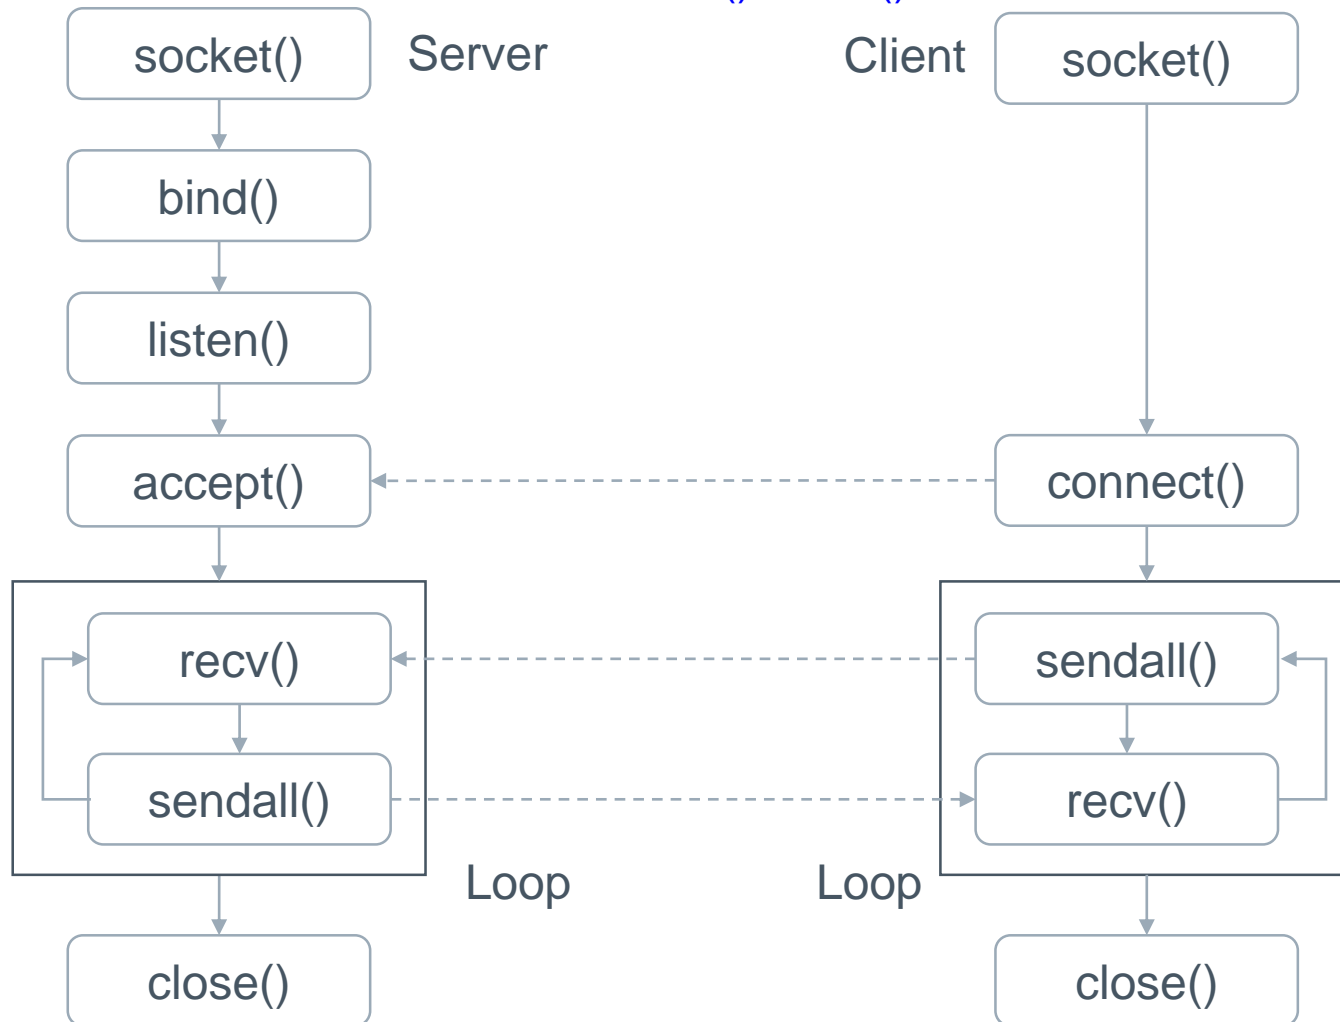 socket()
Server
Client
socket()
bind()
listen()
accept()
connect()
recv()
sendall()
sendall()
recv()
Loop
Loop
close()
close()